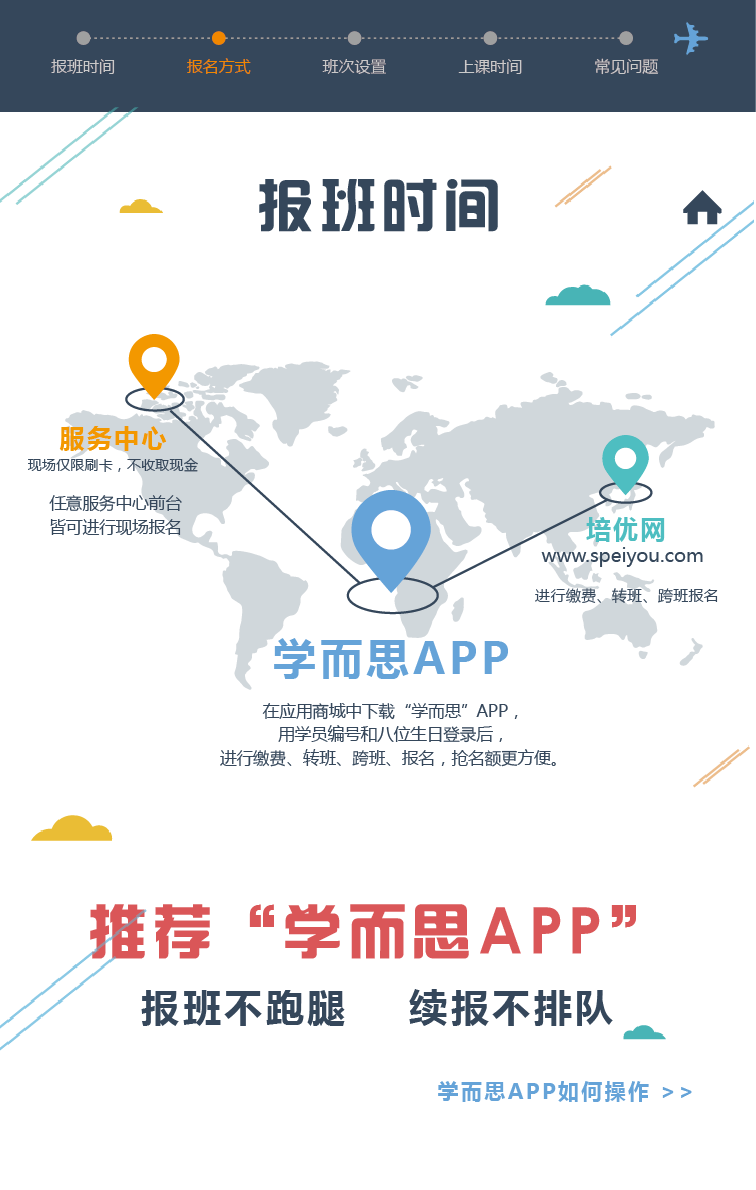 报班时间
报名方式
班次设置
上课时间
常见问题
报班时间
服务中心
现场仅限刷卡，不收取现金
任意服务中心前台
皆可进行现场报名
培优网
www.speiyou.com
进行缴费、转班、跨班报名
学而思APP
在应用商城中下载“学而思”APP，
用学员编号和八位生日登录后，
进行缴费、转班、跨班、报名，抢名额更方便。
推荐“学而思APP”
报班不跑腿 续报不排队
学而思APP如何操作 >>